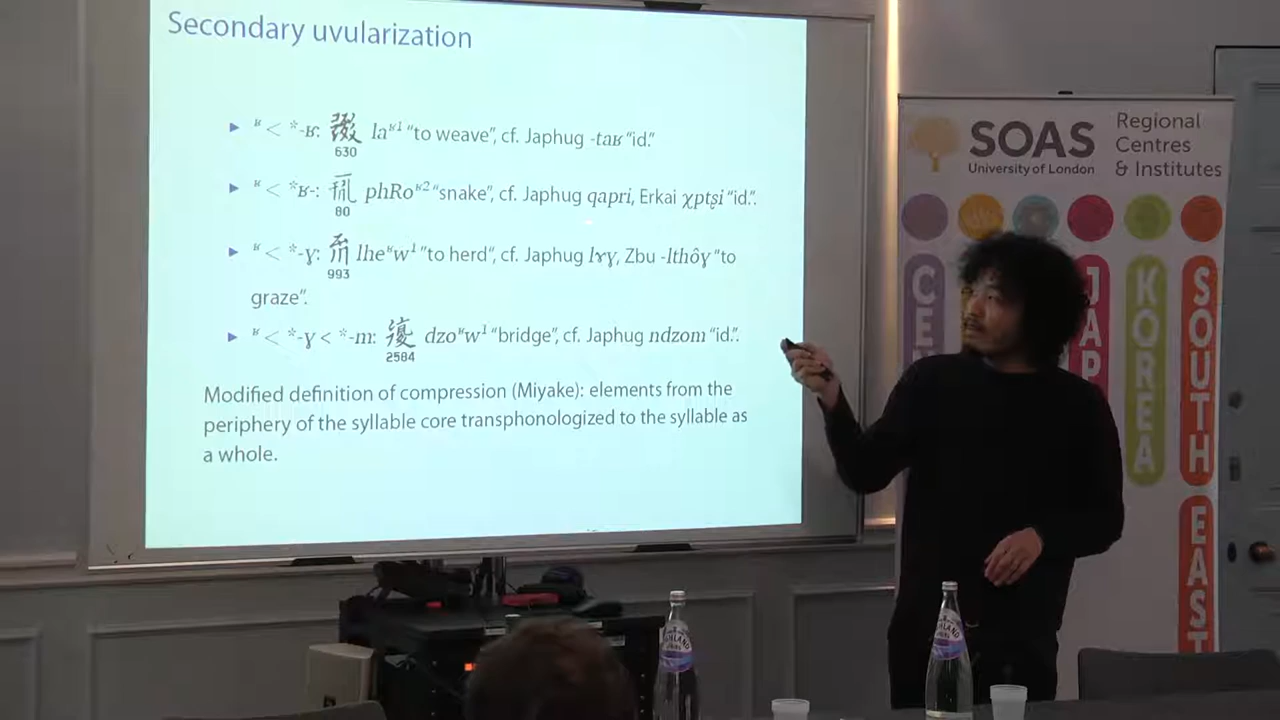 Secondary uvularization
▶ ʶ < *-ʁ: laʶ¹ “to weave”, cf. Japhug -taʁ “id.”
630
▶ ʶ < *ʁ-: phRoʶ² “snake”, cf. Japhug qapri, Erkai χptʂi “id.”.
80
▶ ʶ < *-ɣ: lheʶw¹ “to herd”, cf. Japhug lɤɣ, Zbu -lthôɣ “to
993
graze”.
▶ ʶ < *-ɣ < *-m: dzoʶw¹ “bridge”, cf. Japhug ndzom “id.”.
2584
Modified definition of compression (Miyake): elements from the
periphery of the syllable core transphonologized to the syllable as
a whole.
SOAS
University of London
Regional
Centres
& Institutes
CE
JAP
KOREA
SOUTH
EAST